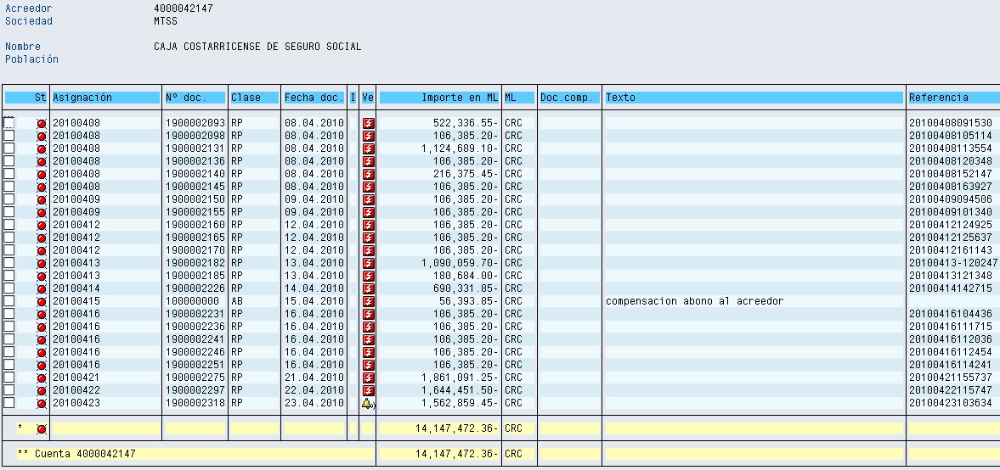 Acreedor 4000042147
Sociedad MTSS
Nombre CAJA COSTARRICENSE DE SEGURO SOCIAL
Población
St Asignación Nº doc. Clase Fecha doc. I Ve Importe en ML ML Doc.comp. Texto Referencia
20100408 1900002093 RP 08.04.2010 522,336.55- CRC 20100408091530
20100408 1900002098 RP 08.04.2010 106,385.20- CRC 20100408105114
20100408 1900002131 RP 08.04.2010 1,124,689.10- CRC 20100408113554
20100408 1900002136 RP 08.04.2010 106,385.20- CRC 20100408120348
20100408 1900002140 RP 08.04.2010 216,375.45- CRC 20100408152147
20100408 1900002145 RP 08.04.2010 106,385.20- CRC 20100408163927
20100409 1900002150 RP 09.04.2010 106,385.20- CRC 20100409094506
20100409 1900002155 RP 09.04.2010 106,385.20- CRC 20100409101340
20100412 1900002160 RP 12.04.2010 106,385.20- CRC 20100412124925
20100412 1900002165 RP 12.04.2010 106,385.20- CRC 20100412125637
20100412 1900002170 RP 12.04.2010 106,385.20- CRC 20100412161143
20100413 1900002182 RP 13.04.2010 1,090,059.70- CRC 20100413-120247
20100413 1900002185 RP 13.04.2010 180,684.00- CRC 20100413121348
20100414 1900002226 RP 14.04.2010 690,331.85- CRC 20100414142715
20100415 100000000 AB 15.04.2010 56,393.85- CRC compensacion abono al acreedor
20100416 1900002231 RP 16.04.2010 106,385.20- CRC 20100416104436
20100416 1900002236 RP 16.04.2010 106,385.20- CRC 20100416111715
20100416 1900002241 RP 16.04.2010 106,385.20- CRC 20100416112036
20100416 1900002246 RP 16.04.2010 106,385.20- CRC 20100416112454
20100416 1900002251 RP 16.04.2010 106,385.20- CRC 20100416114241
20100421 1900002275 RP 21.04.2010 1,861,091.25- CRC 20100421155737
20100422 1900002297 RP 22.04.2010 1,644,451.50- CRC 20100422115747
20100423 1900002318 RP 23.04.2010 1,562,859.45- CRC 20100423103634
* 14,147,472.36- CRC
** Cuenta 4000042147 14,147,472.36- CRC